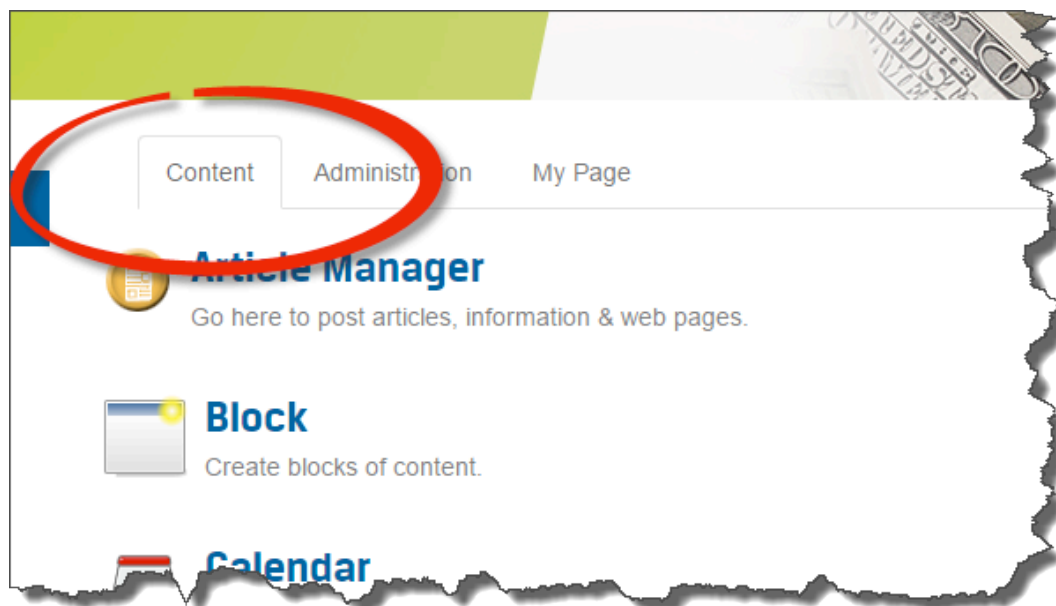 Content
Administration
My Page
Article Manager
Go here to post articles, information & web pages.
Block
Create blocks of content.
Calendar